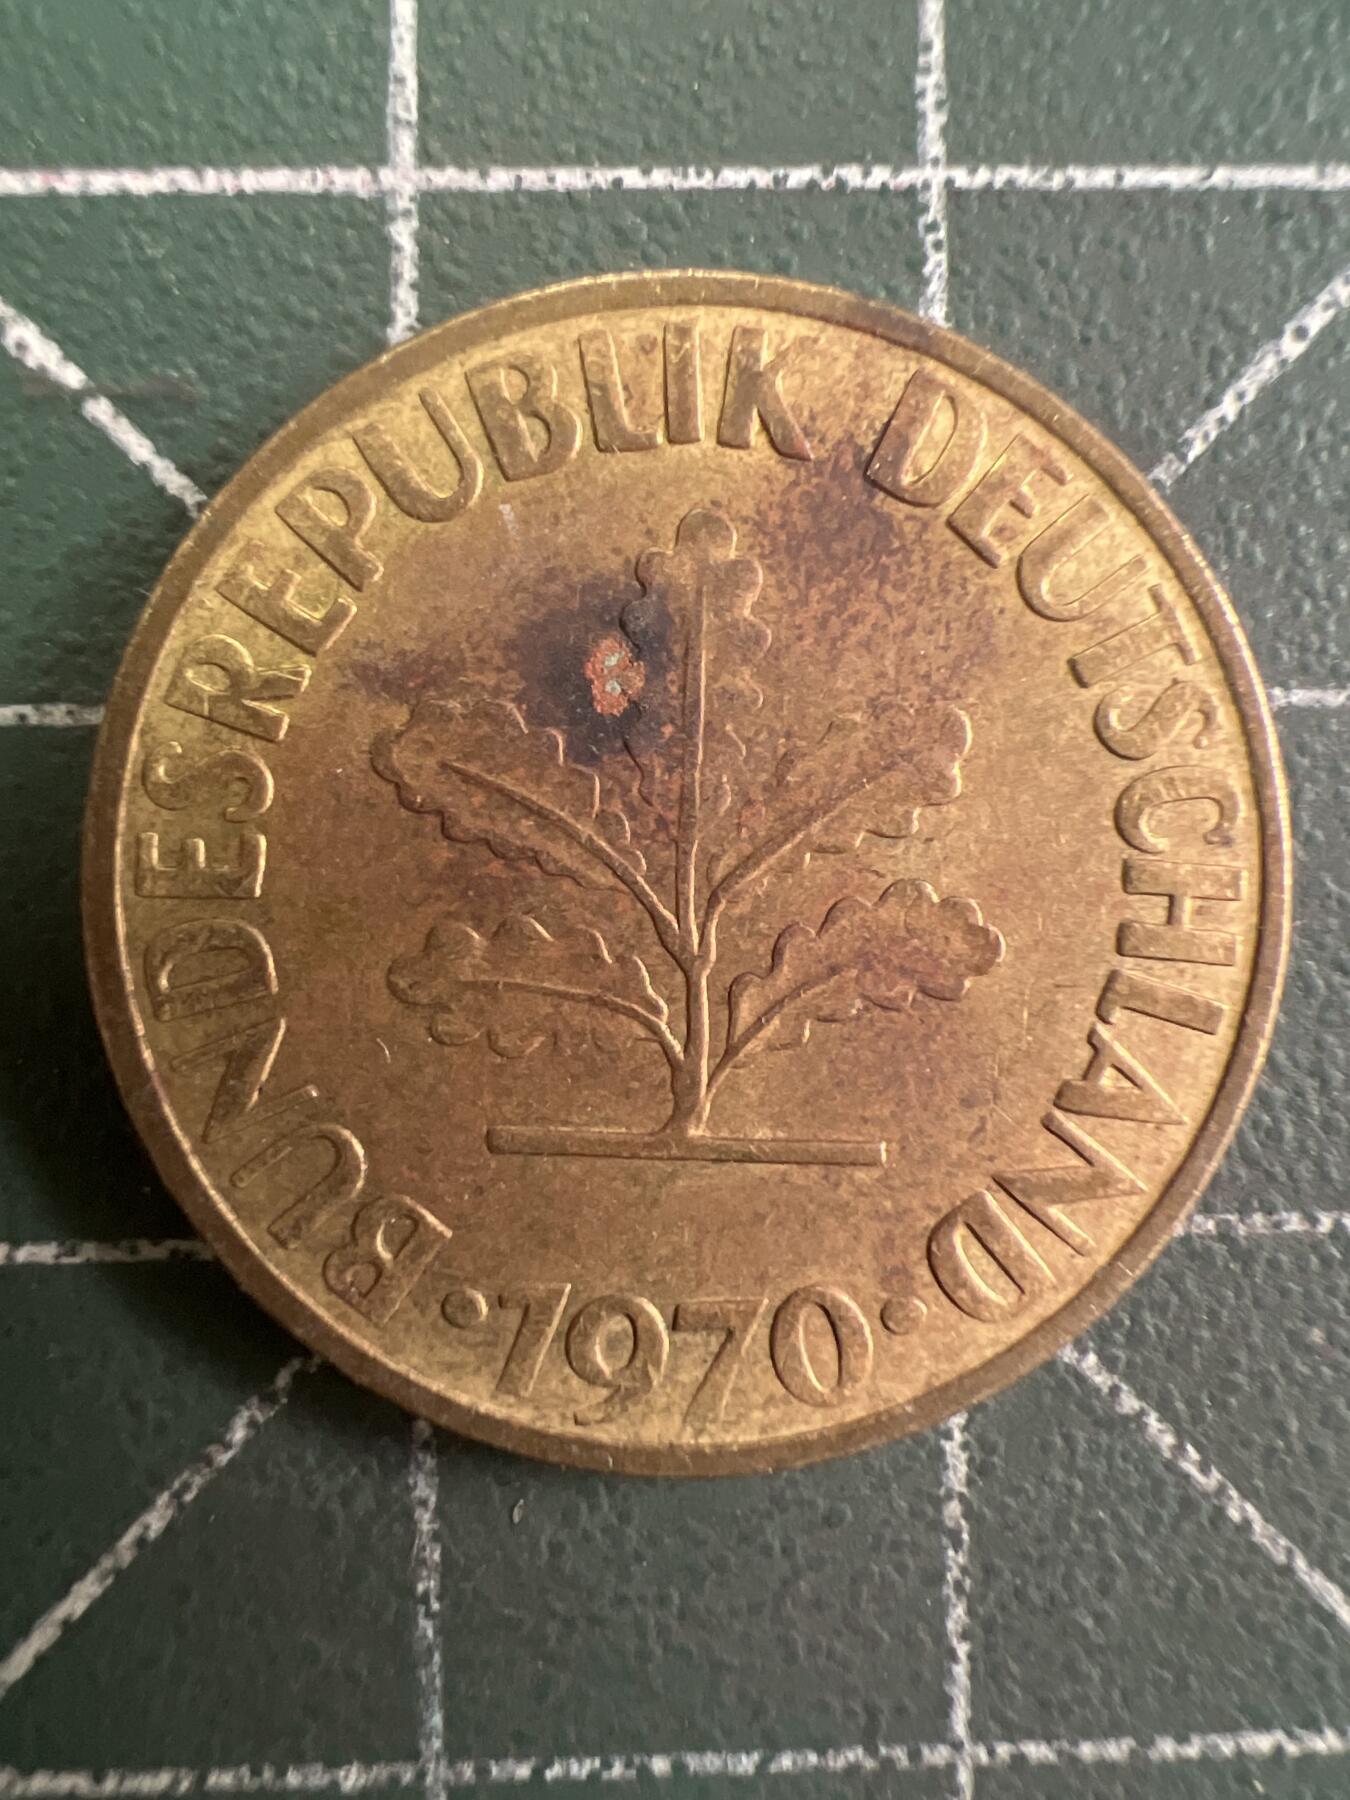 BUNDESREPUBLIK DEUTSCHLAND
· 1970 ·